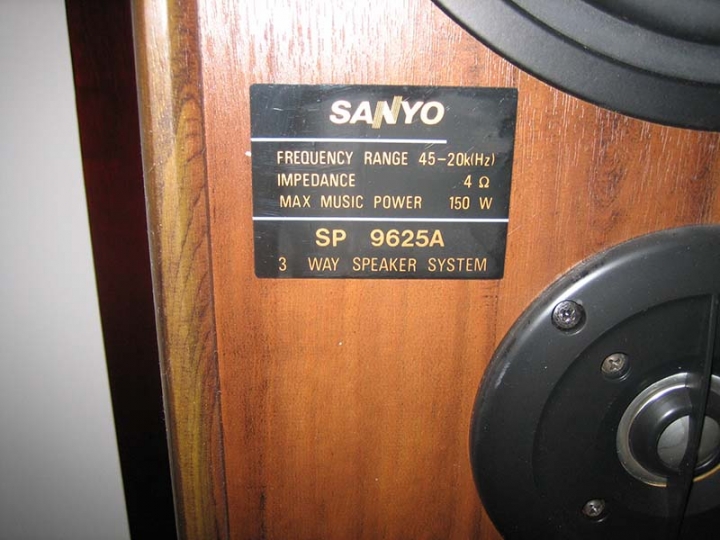 SANYO
FREQUENCY RANGE 45-20k(Hz)
IMPEDANCE 4 Ω
MAX MUSIC POWER 150 W
SP 9625A
3 WAY SPEAKER SYSTEM